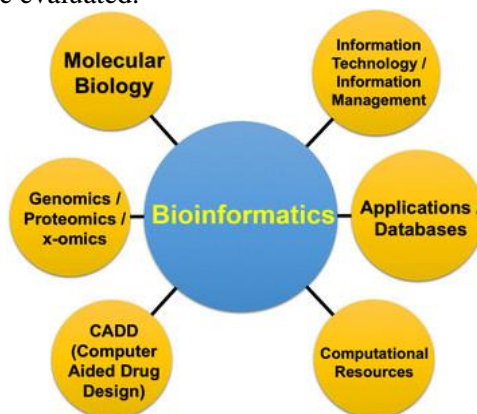 e evaluated.
Molecular
Biology
Information
Technology /
Information
Management
Genomics /
Proteomics /
x-omics
Bioinformatics
Applications /
Databases
CADD
(Computer
Aided Drug
Design)
Computational
Resources